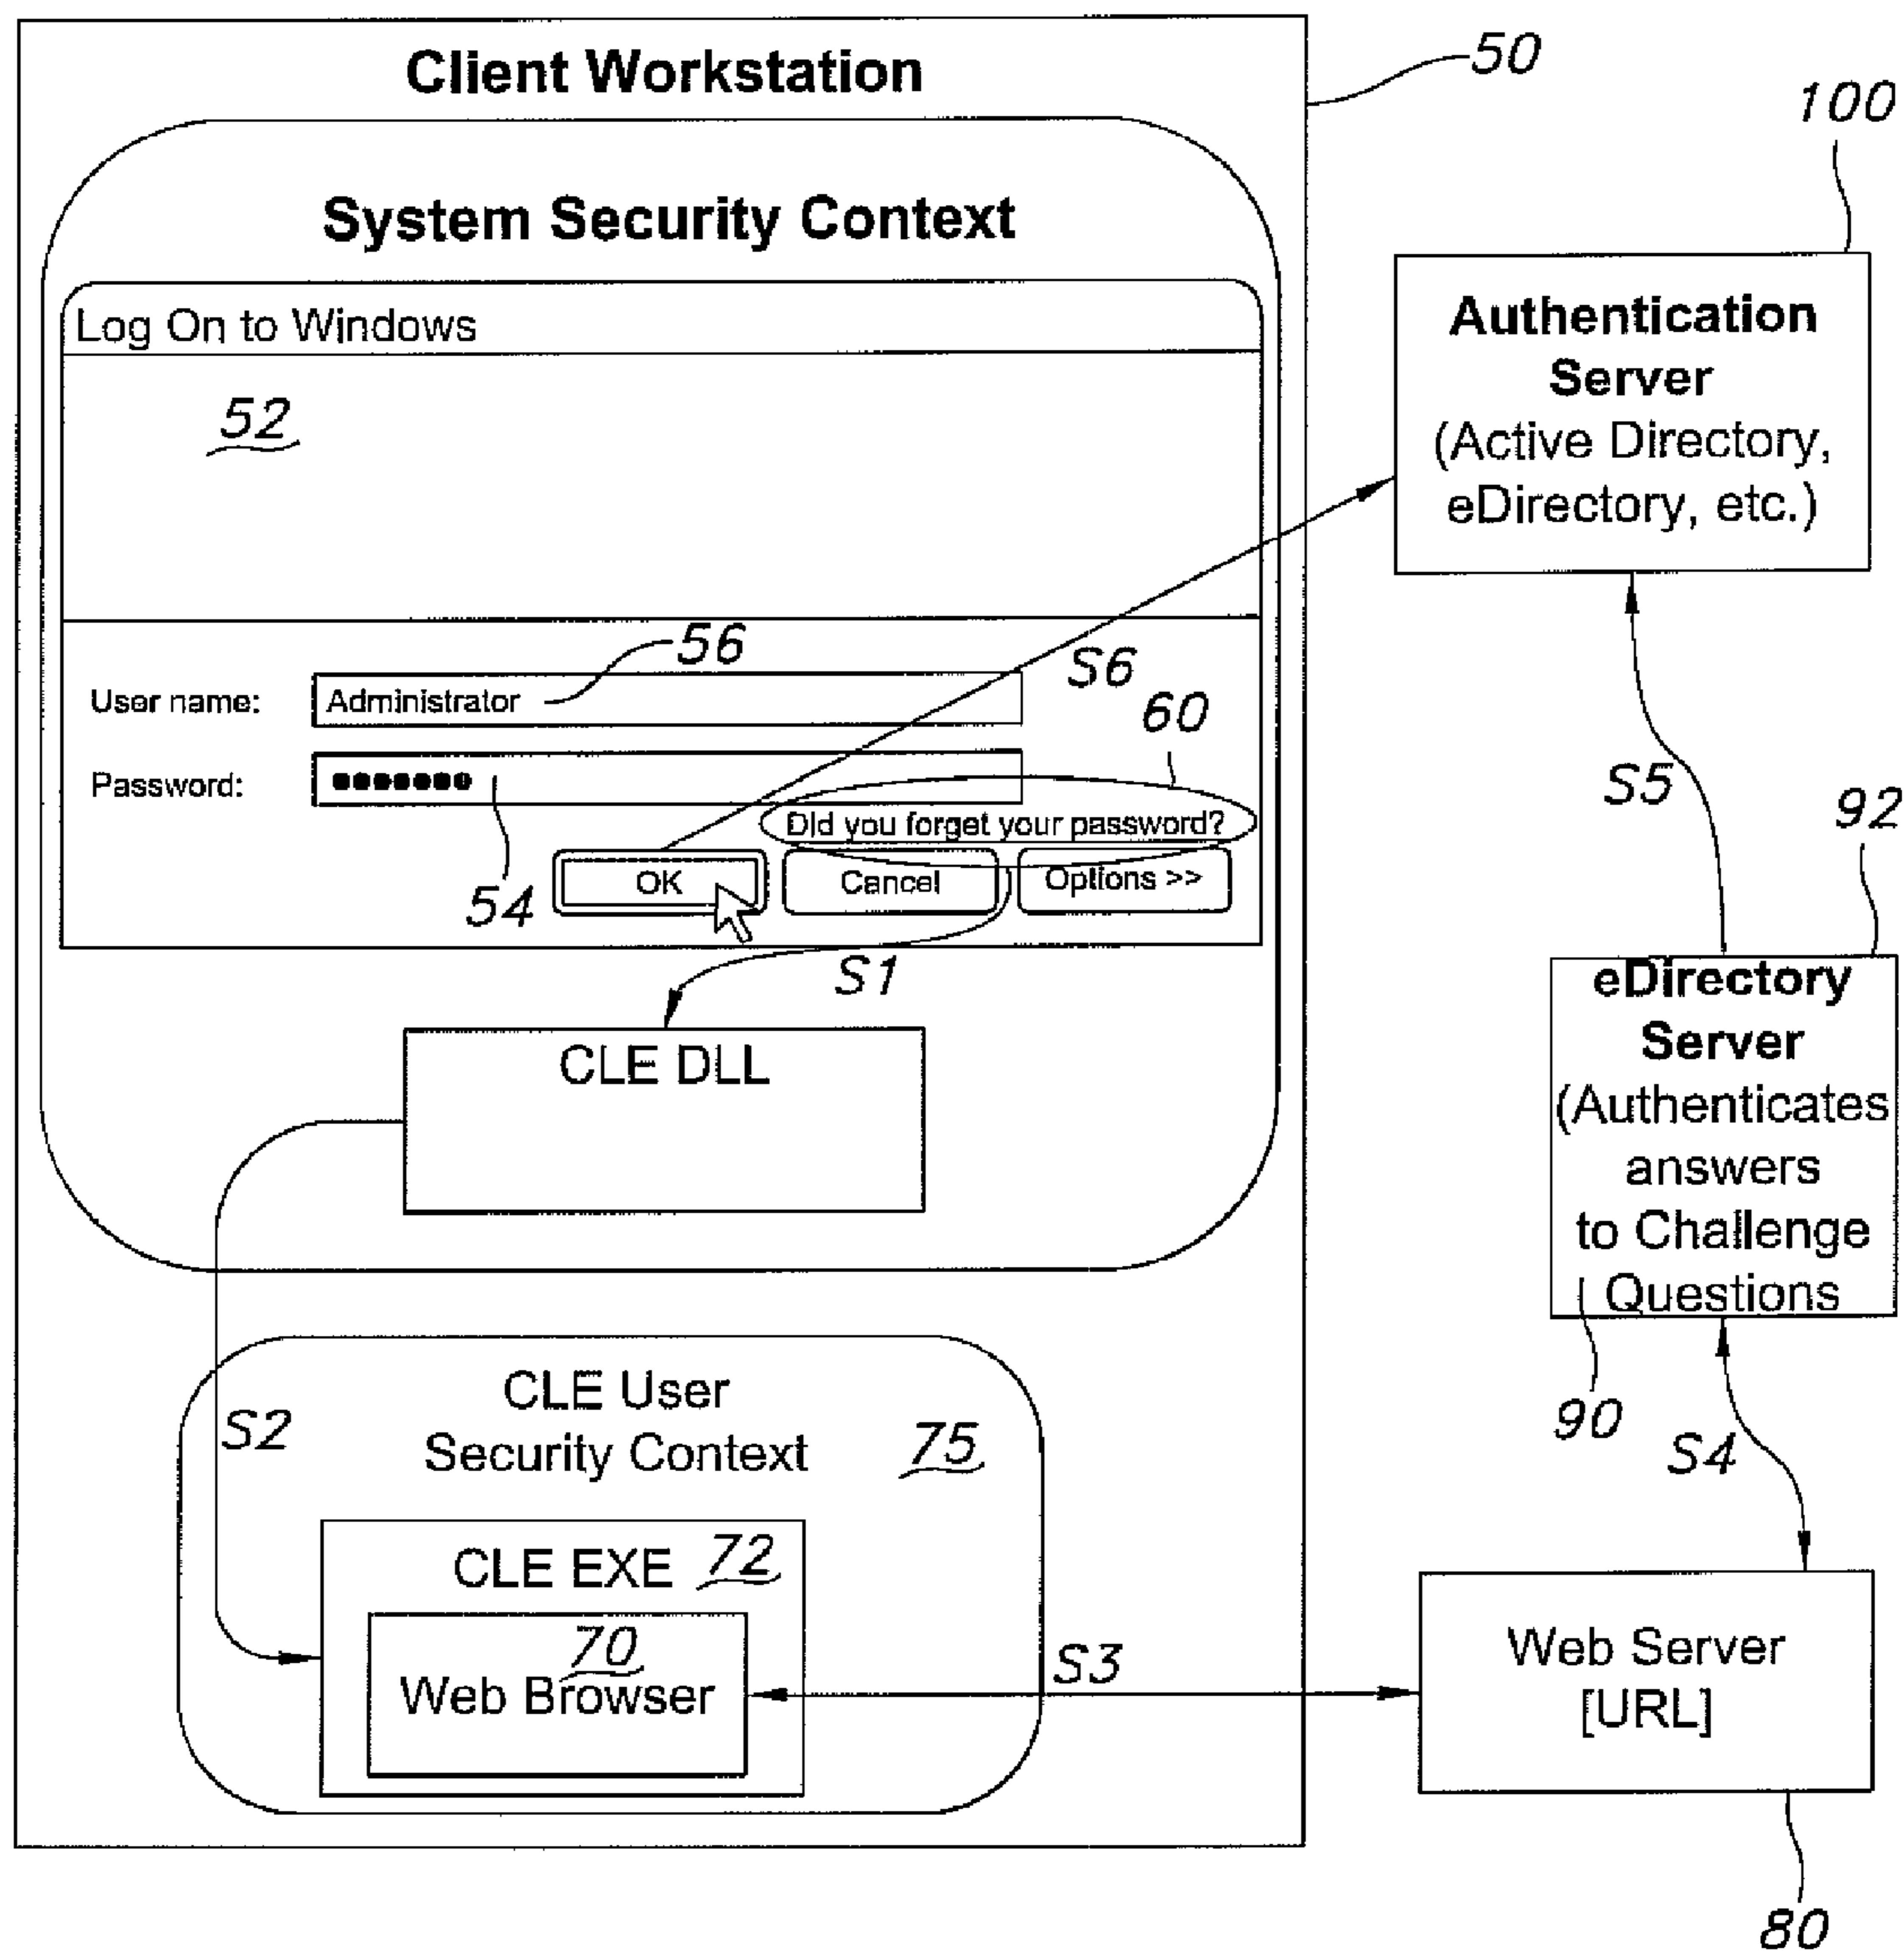 Client Workstation
50
100
System Security Context
Log On to Windows
52
Authentication
Server
(Active Directory,
eDirectory, etc.)
56
S6
60
User name:
Administrator
Password:
●●●●●●●
Did you forget your password?
54
OK
Cancel
Options >>
S5
92
S1
CLE DLL
eDirectory
Server
(Authenticates
answers
to Challenge
Questions
90
S4
S2
CLE User
Security Context
75
CLE EXE
72
70
Web Browser
S3
Web Server
[URL]
80